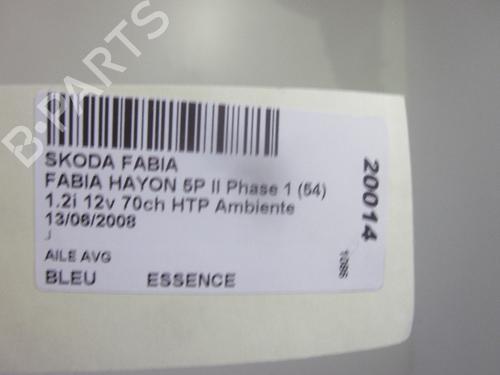 B-PARTS
SKODA FABIA
FABIA HAYON 5P II Phase 1 (54)
1.2i 12v 70ch HTP Ambiente
13/06/2008
J
AILE AVG
BLEU ESSENCE
20014
1086